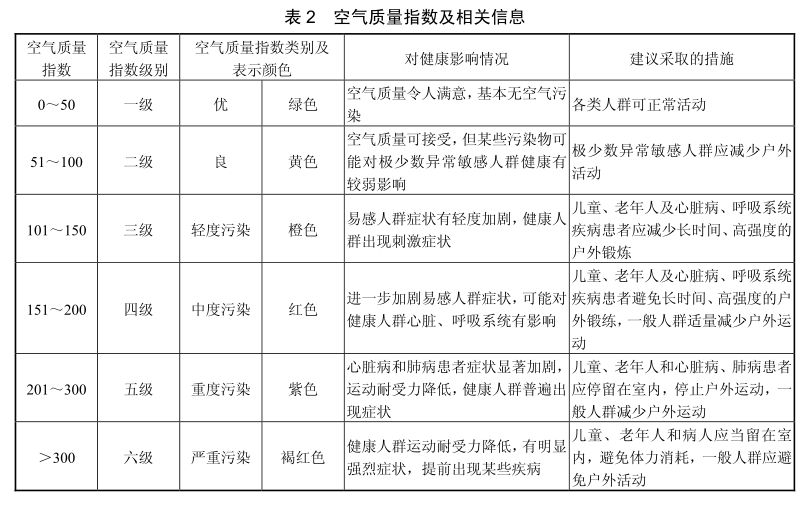 表 2 空气质量指数及相关信息
空气质量
指数
空气质量
指数级别
空气质量指数类别及
表示颜色
对健康影响情况
建议采取的措施
0～50
一级
优
绿色
空气质量令人满意，基本无空气污
染
各类人群可正常活动
51～100
二级
良
黄色
空气质量可接受，但某些污染物可
能对极少数异常敏感人群健康有
较弱影响
极少数异常敏感人群应减少户外
活动
101～150
三级
轻度污染
橙色
易感人群症状有轻度加剧，健康人
群出现刺激症状
儿童、老年人及心脏病、呼吸系统
疾病患者应减少长时间、高强度的
户外锻炼
151～200
四级
中度污染
红色
进一步加剧易感人群症状，可能对
健康人群心脏、呼吸系统有影响
儿童、老年人及心脏病、呼吸系统
疾病患者避免长时间、高强度的户
外锻练，一般人群适量减少户外运
动
201～300
五级
重度污染
紫色
心脏病和肺病患者症状显著加剧，
运动耐受力降低，健康人群普遍出
现症状
儿童、老年人和心脏病、肺病患者
应停留在室内，停止户外运动，一
般人群减少户外运动
＞300
六级
严重污染
褐红色
健康人群运动耐受力降低，有明显
强烈症状，提前出现某些疾病
儿童、老年人和病人应当留在室
内，避免体力消耗，一般人群应避
免户外活动